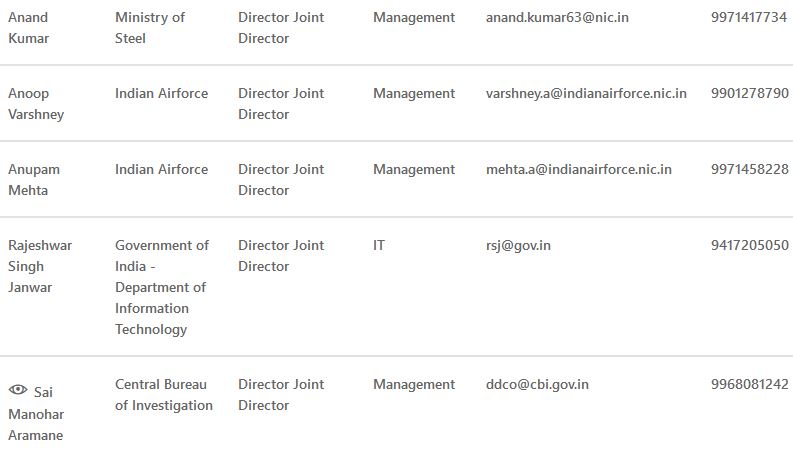 Anand Ministry of Director Joint Management anand.kumar63@nic.in 9971417734
Kumar Steel Director
Anoop Indian Airforce Director Joint Management varshney.a@indianairforce.nic.in 9901278790
Varshney Director
Anupam Indian Airforce Director Joint Management mehta.a@indianairforce.nic.in 9971458228
Mehta Director
Rajeshwar Government of Director Joint IT rsj@gov.in 9417205050
Singh India - Director
Janwar Department of
Information
Technology
Sai Central Bureau Director Joint Management ddco@cbi.gov.in 9968081242
Manohar of Investigation Director
Aramane